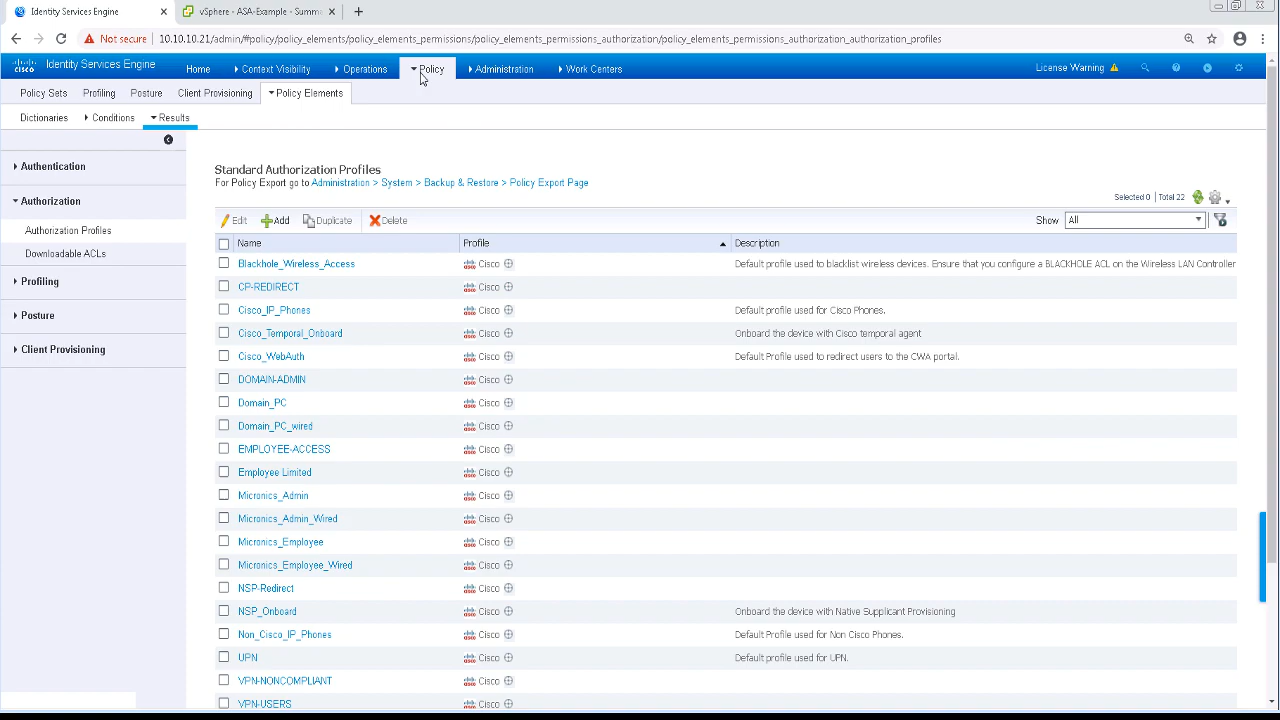 Identity Services Engine
vSphere - ASA-Example - Summ
Not secure 10.10.10.21/admin/#policy/policy_elements/policy_elements_permissions/policy_elements_permissions_authorization/policy_elements_permissions_authorization_authorization_profiles
cisco Identity Services Engine Home Context Visibility Operations Policy Administration Work Centers License Warning
Policy Sets Profiling Posture Client Provisioning Policy Elements
Dictionaries Conditions Results
Authentication
Authorization
Authorization Profiles
Downloadable ACLs
Profiling
Posture
Client Provisioning
Standard Authorization Profiles
For Policy Export go to Administration > System > Backup & Restore > Policy Export Page
Selected 0 | Total 22
Edit Add Duplicate Delete Show All
Name Profile Description
Blackhole_Wireless_Access Cisco Default profile used to blacklist wireless devices. Ensure that you configure a BLACKHOLE ACL on the Wireless LAN Controller
CP-REDIRECT Cisco
Cisco_IP_Phones Cisco Default profile used for Cisco Phones.
Cisco_Temporal_Onboard Cisco Onboard the device with Cisco temporal agent
Cisco_WebAuth Cisco Default Profile used to redirect users to the CWA portal.
DOMAIN-ADMIN Cisco
Domain_PC Cisco
Domain_PC_wired Cisco
EMPLOYEE-ACCESS Cisco
Employee Limited Cisco
Micronics_Admin Cisco
Micronics_Admin_Wired Cisco
Micronics_Employee Cisco
Micronics_Employee_Wired Cisco
NSP-Redirect Cisco
NSP_Onboard Cisco Onboard the device with Native Supplicant Provisioning
Non_Cisco_IP_Phones Cisco Default Profile used for Non Cisco Phones.
UPN Cisco Default profile used for UPN.
VPN-NONCOMPLIANT Cisco
VPN-USERS Cisco